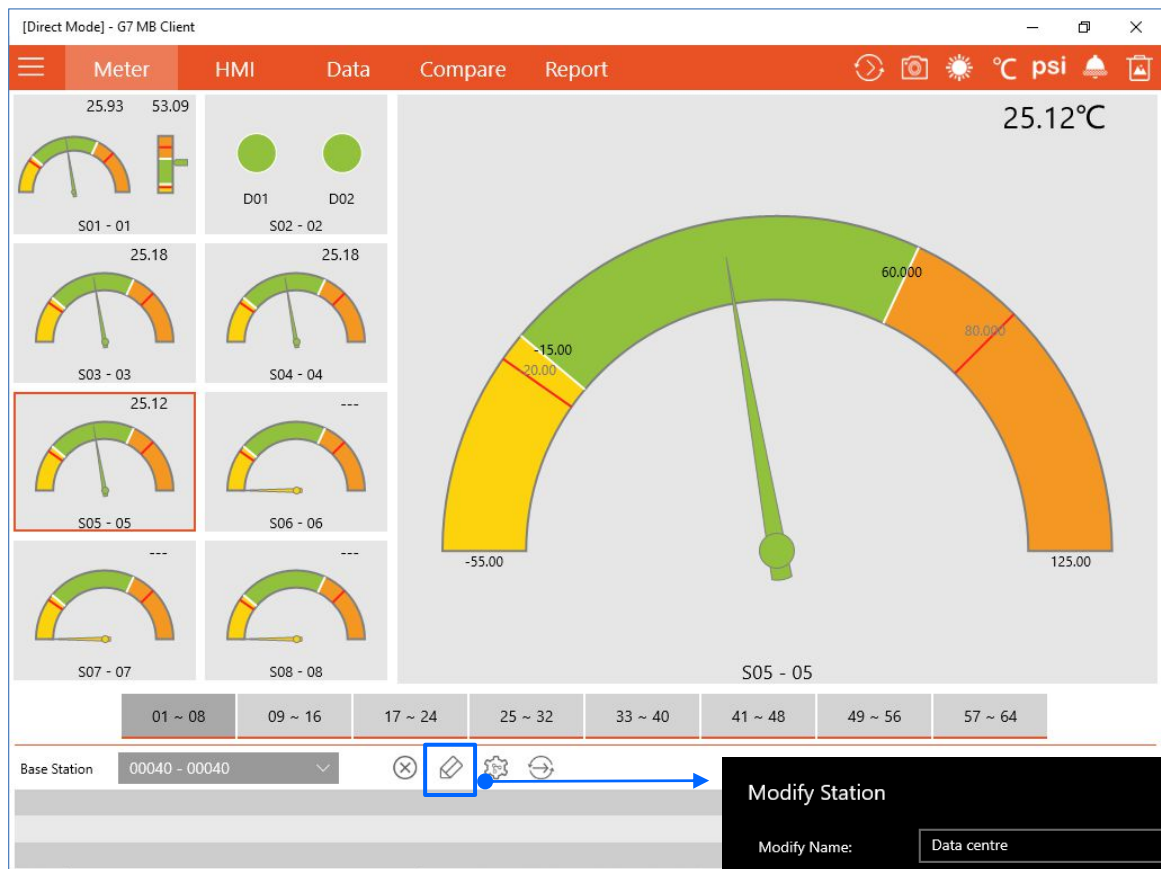 [Direct Mode] - G7 MB Client
Meter HMI Data Compare Report °C psi
25.93 53.09
D01 D02
S01 - 01 S02 - 02
25.18 25.18
S03 - 03 S04 - 04
25.12 ---
S05 - 05 S06 - 06
--- ---
S07 - 07 S08 - 08
25.12°C
60.000
80.000
-15.00
-20.00
-55.00 125.00
S05 - 05
01 ~ 08 09 ~ 16 17 ~ 24 25 ~ 32 33 ~ 40 41 ~ 48 49 ~ 56 57 ~ 64
Base Station 00040 - 00040
Modify Station
Modify Name: Data centre